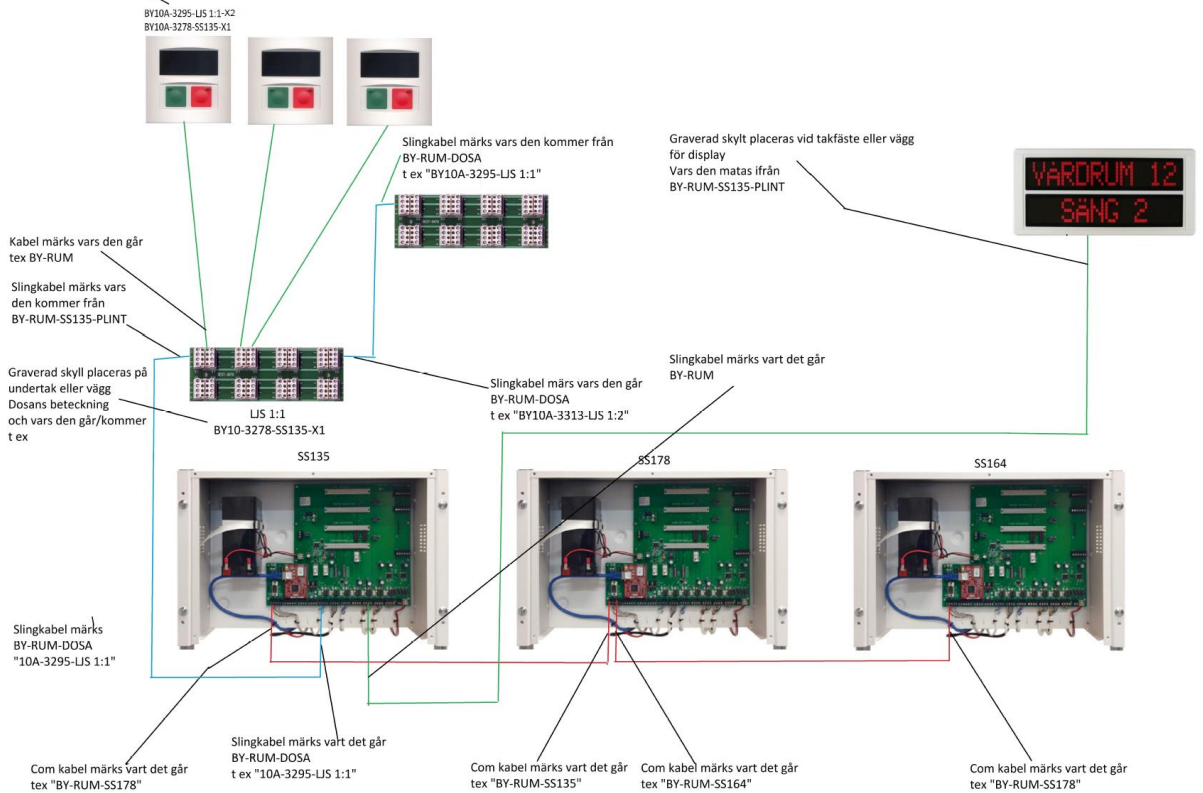 BY10A-3295-LJS 1:1-X2
BY10A-3278-SS135-X1
Slingkabel märks vars den kommer från
BY-RUM-DOSA
t ex "BY10A-3295-LJS 1:1"
Graverad skylt placeras vid takfäste eller vägg
för display
Vars den matas ifrån
BY-RUM-SS135-PLINT
VÅRDRUM 12
SÄNG 2
Kabel märks vars den går
tex BY-RUM
Slingkabel märks vars
den kommer från
BY-RUM-SS135-PLINT
Graverad skyll placeras på
undertak eller vägg
Dosans beteckning
och vars den går/kommer
t ex
LJS 1:1
BY10-3278-SS135-X1
Slingkabel märs vars den går
BY-RUM-DOSA
t ex "BY10A-3313-LJS 1:2"
Slingkabel märks vart det går
BY-RUM
SS135
SS178
SS164
Slingkabel märks
BY-RUM-DOSA
"10A-3295-LJS 1:1"
Com kabel märks vart det går
tex "BY-RUM-SS178"
Slingkabel märks vart det går
BY-RUM-DOSA
t ex "10A-3295-LJS 1:1"
Com kabel märks vart det går
tex "BY-RUM-SS135"
Com kabel märks vart det går
tex "BY-RUM-SS164"
Com kabel märks vart det går
tex "BY-RUM-SS178"